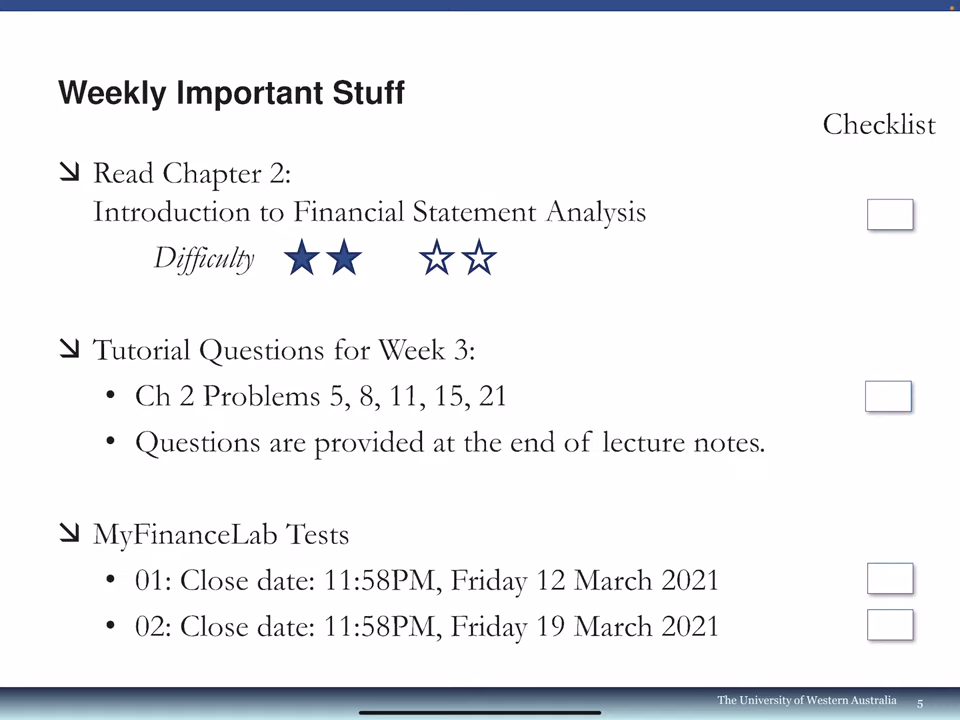 Weekly Important Stuff
Checklist
Read Chapter 2:
Introduction to Financial Statement Analysis
Difficulty
Tutorial Questions for Week 3:
• Ch 2 Problems 5, 8, 11, 15, 21
• Questions are provided at the end of lecture notes.
MyFinanceLab Tests
• 01: Close date: 11:58PM, Friday 12 March 2021
• 02: Close date: 11:58PM, Friday 19 March 2021
The University of Western Australia 5